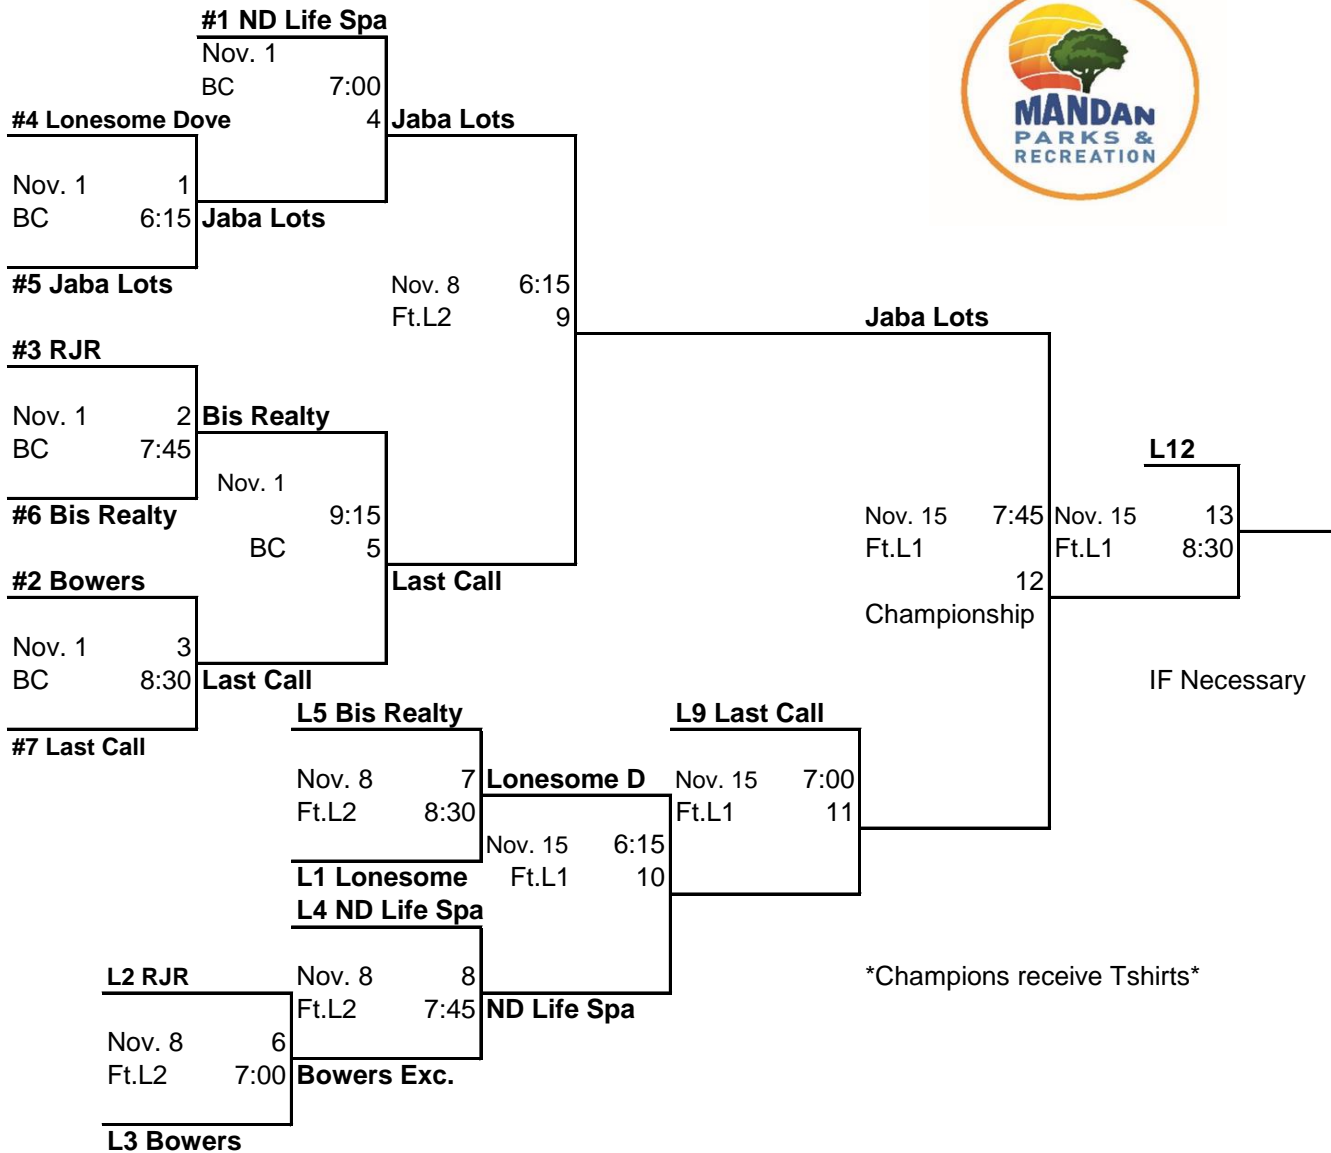 #1 ND Life Spa
Nov. 1
BC 7:00
#4 Lonesome Dove 4 Jaba Lots
MANDAN
PARKS &
RECREATION
Nov. 1 1
BC 6:15 Jaba Lots
#5 Jaba Lots Nov. 8 6:15
Ft.L2 9 Jaba Lots
#3 RJR
Nov. 1 2 Bis Realty
BC 7:45 L12
Nov. 1
#6 Bis Realty 9:15 Nov. 15 7:45 Nov. 15 13
BC 5 Ft.L1 Ft.L1 8:30
#2 Bowers Last Call 12
Championship
Nov. 1 3
BC 8:30 Last Call IF Necessary
L5 Bis Realty L9 Last Call
#7 Last Call
Nov. 8 7 Lonesome D Nov. 15 7:00
Ft.L2 8:30 Ft.L1 11
Nov. 15 6:15
L1 Lonesome Ft.L1 10
L4 ND Life Spa
L2 RJR Nov. 8 8 *Champions receive Tshirts*
Ft.L2 7:45 ND Life Spa
Nov. 8 6
Ft.L2 7:00 Bowers Exc.
L3 Bowers